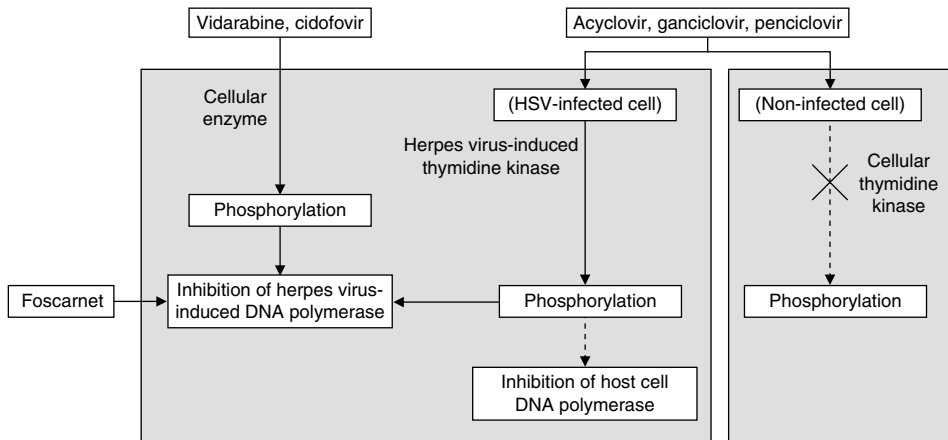 Vidarabine, cidofovir
Acyclovir, ganciclovir, penciclovir
Cellular
enzyme
(HSV-infected cell)
(Non-infected cell)
Herpes virus-induced
thymidine kinase
Cellular
thymidine
kinase
Phosphorylation
Foscarnet
Inhibition of herpes virus-
induced DNA polymerase
Phosphorylation
Phosphorylation
Inhibition of host cell
DNA polymerase